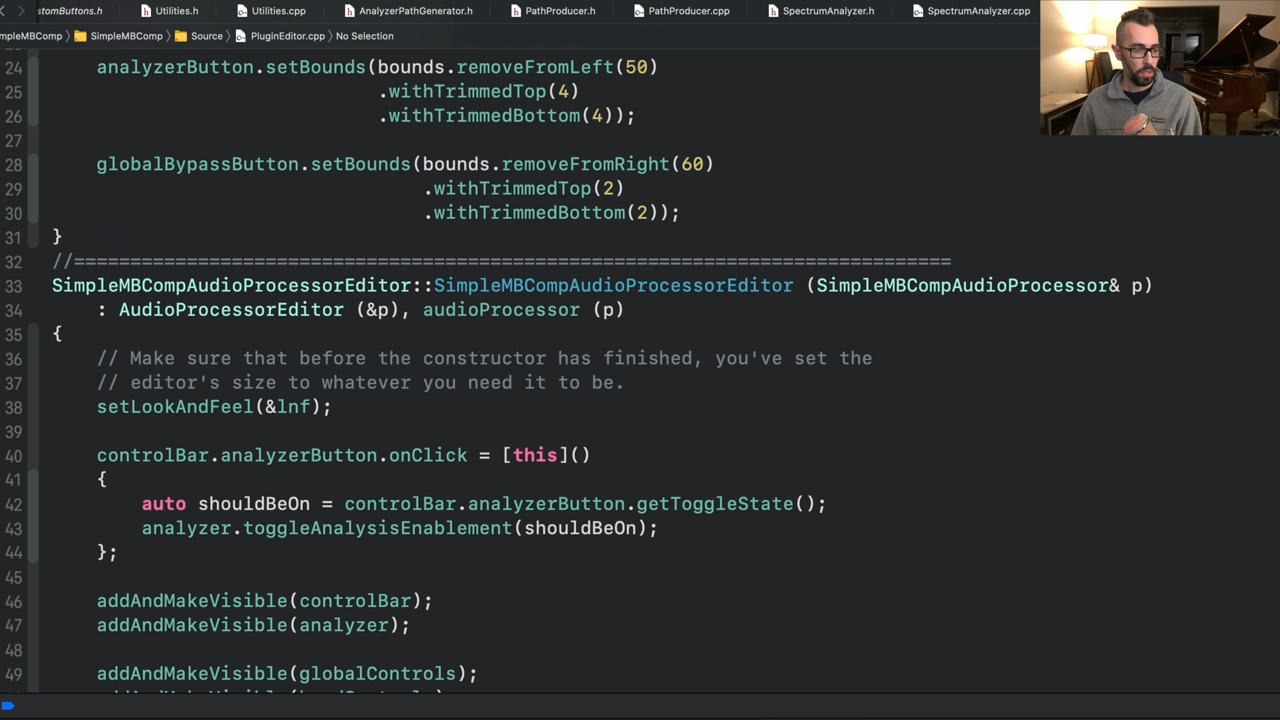 stomButtons.h Utilities.h Utilities.cpp AnalyzerPathGenerator.h PathProducer.h PathProducer.cpp SpectrumAnalyzer.h SpectrumAnalyzer.cpp
mpleMBComp SimpleMBComp Source PluginEditor.cpp No Selection
24 analyzerButton.setBounds(bounds.removeFromLeft(50)
25 .withTrimmedTop(4)
26 .withTrimmedBottom(4));
27
28 globalBypassButton.setBounds(bounds.removeFromRight(60)
29 .withTrimmedTop(2)
30 .withTrimmedBottom(2));
31 }
32 //==============================================================================
33 SimpleMBCompAudioProcessorEditor::SimpleMBCompAudioProcessorEditor (SimpleMBCompAudioProcessor& p)
34 : AudioProcessorEditor (&p), audioProcessor (p)
35 {
36 // Make sure that before the constructor has finished, you've set the
37 // editor's size to whatever you need it to be.
38 setLookAndFeel(&lnf);
39
40 controlBar.analyzerButton.onClick = [this]()
41 {
42 auto shouldBeOn = controlBar.analyzerButton.getToggleState();
43 analyzer.toggleAnalysisEnablement(shouldBeOn);
44 };
45
46 addAndMakeVisible(controlBar);
47 addAndMakeVisible(analyzer);
48
49 addAndMakeVisible(globalControls);